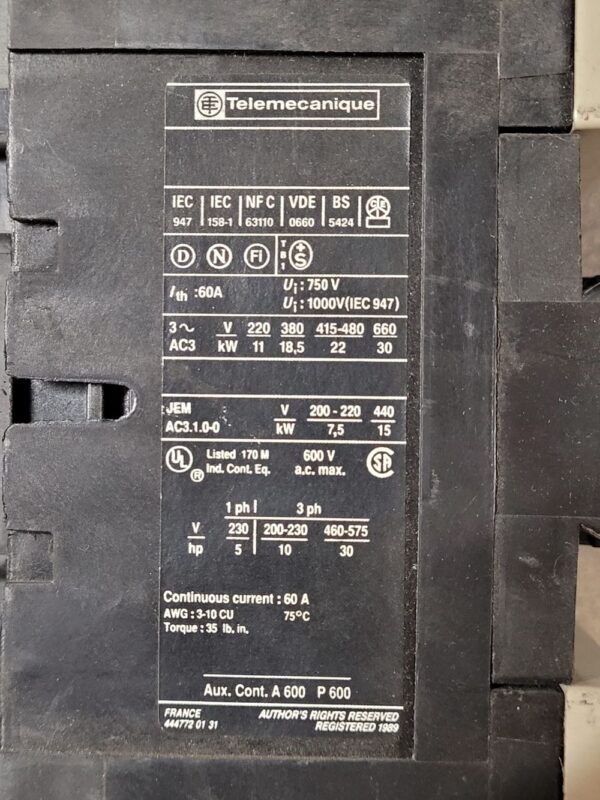 Telemecanique
IEC 947 | IEC 158-1 | NF C 63110 | VDE 0660 | BS 5424
D N FI TB1 +S
Ith :60A Ui : 750 V
Ui : 1000V(IEC 947)
3~ V 220 380 415-480 660
AC3 kW 11 18,5 22 30
JEM V 200 - 220 440
AC3.1.0-0 kW 7,5 15
UL ® Listed 170 M 600 V SA
Ind. Cont. Eq. a.c. max.
1 ph 3 ph
V 230 200-230 460-575
hp 5 10 30
Continuous current : 60 A
AWG : 3-10 CU 75°C
Torque : 35 lb. in.
Aux. Cont. A 600 P 600
FRANCE AUTHOR'S RIGHTS RESERVED
444772 01 31 REGISTERED 1989